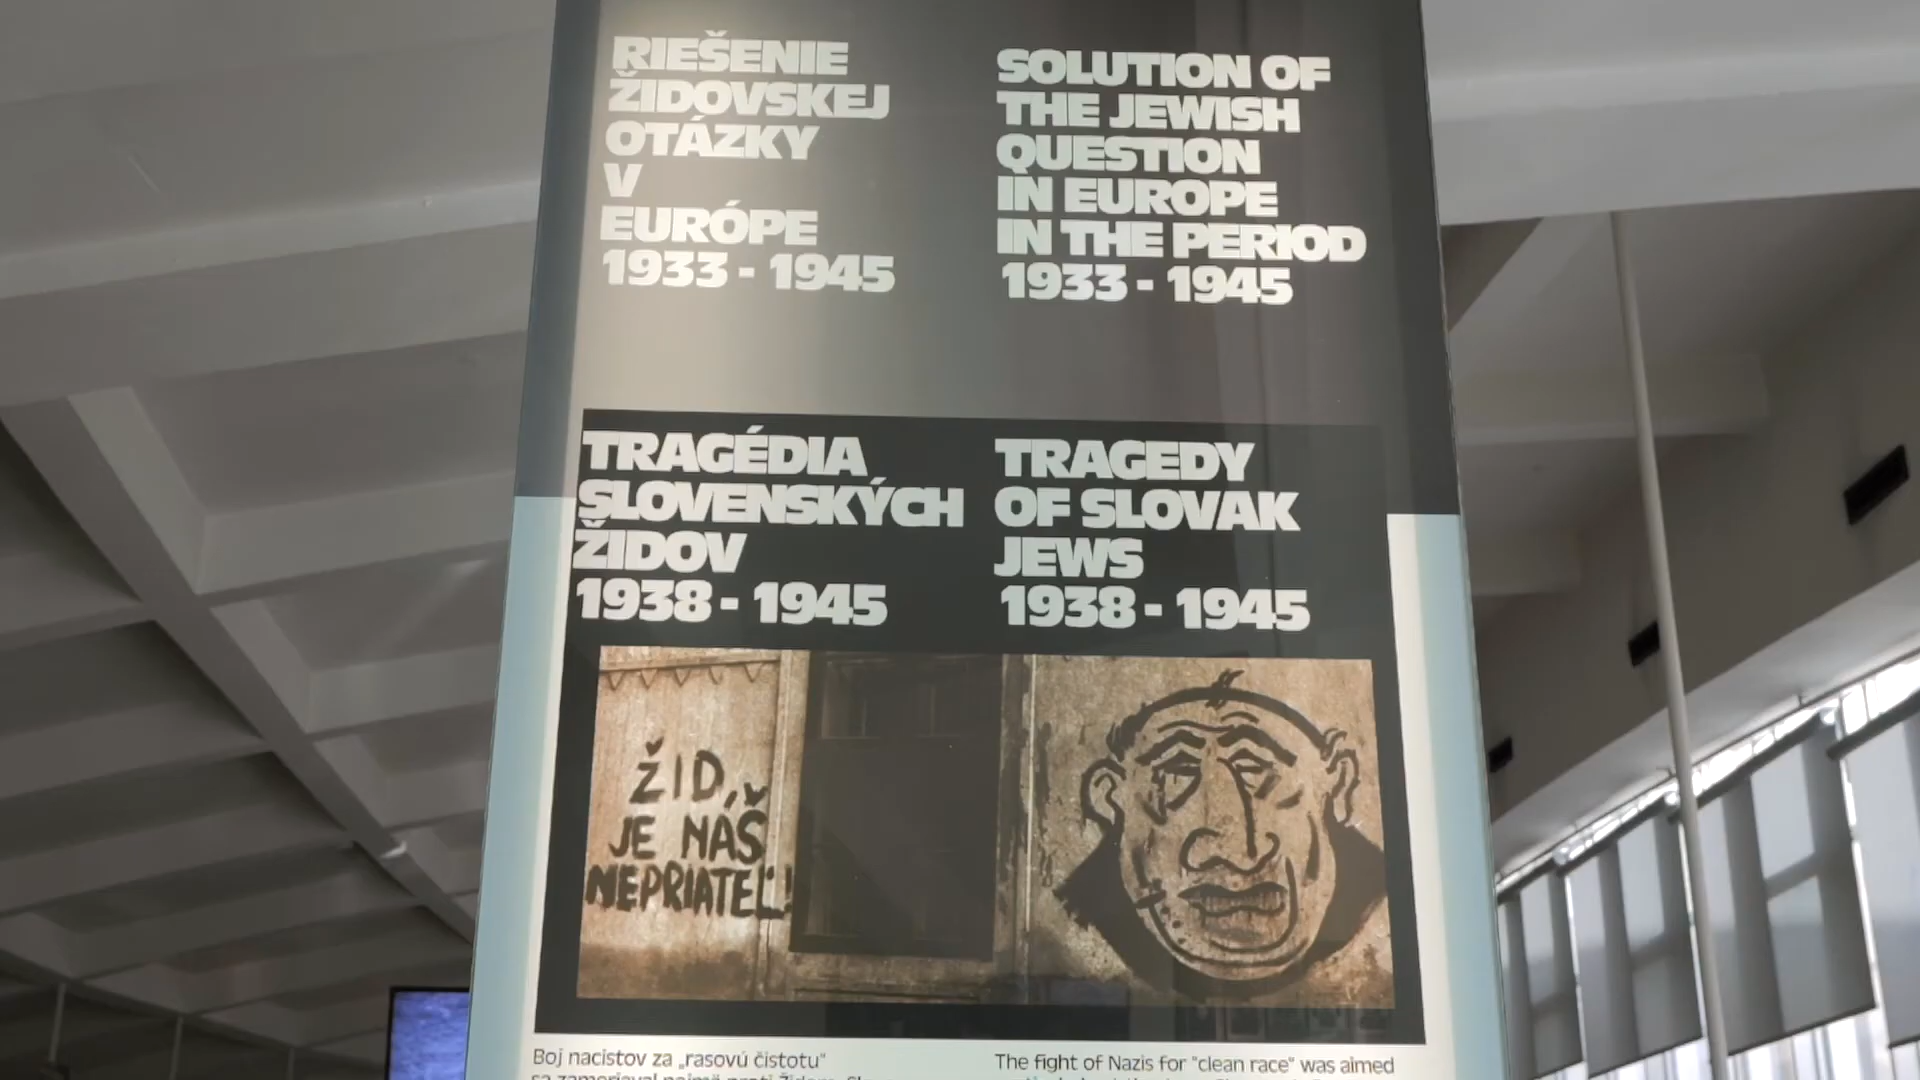 RIEŠENIE
ŽIDOVSKEJ
OTÁZKY
V
EURÓPE
1933 - 1945
SOLUTION OF
THE JEWISH
QUESTION
IN EUROPE
IN THE PERIOD
1933 - 1945
TRAGÉDIA
SLOVENSKÝCH
ŽIDOV
1938 - 1945
TRAGEDY
OF SLOVAK
JEWS
1938 - 1945
ŽID,
JE NÁŠ
NEPRIATEĽ!
Boj nacistov za „rasovú čistotu"
The fight of Nazis for "clean race" was aimed